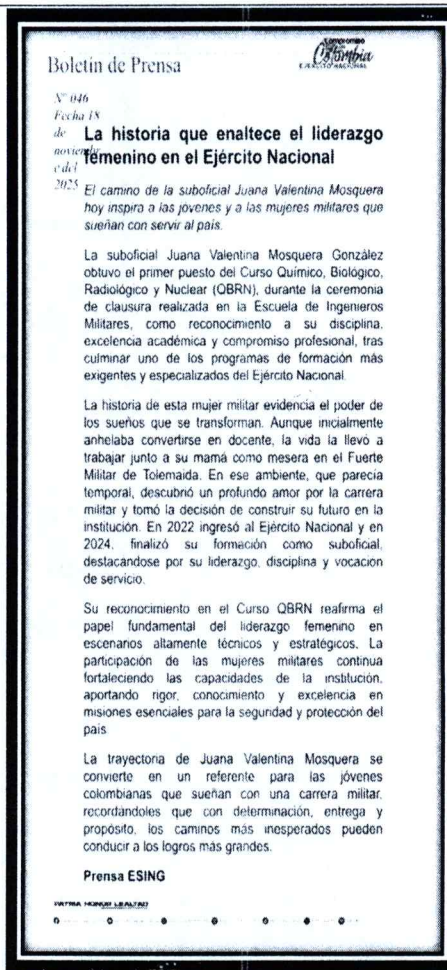 Compromiso
Colombia
EJÉRCITO NACIONAL
Boletín de Prensa
N° 046
Fecha 18
de
noviembr
e del
2025
La historia que enaltece el liderazgo
femenino en el Ejército Nacional
El camino de la suboficial Juana Valentina Mosquera
hoy inspira a las jóvenes y a las mujeres militares que
sueñan con servir al país.
La suboficial Juana Valentina Mosquera González
obtuvo el primer puesto del Curso Químico, Biológico,
Radiológico y Nuclear (QBRN), durante la ceremonia
de clausura realizada en la Escuela de Ingenieros
Militares, como reconocimiento a su disciplina,
excelencia académica y compromiso profesional, tras
culminar uno de los programas de formación más
exigentes y especializados del Ejército Nacional.
La historia de esta mujer militar evidencia el poder de
los sueños que se transforman. Aunque inicialmente
anhelaba convertirse en docente, la vida la llevó a
trabajar junto a su mamá como mesera en el Fuerte
Militar de Tolemaida. En ese ambiente, que parecía
temporal, descubrió un profundo amor por la carrera
militar y tomó la decisión de construir su futuro en la
institución. En 2022 ingresó al Ejército Nacional y en
2024, finalizó su formación como suboficial,
destacándose por su liderazgo, disciplina y vocación
de servicio.
Su reconocimiento en el Curso QBRN reafirma el
papel fundamental del liderazgo femenino en
escenarios altamente técnicos y estratégicos. La
participación de las mujeres militares continua
fortaleciendo las capacidades de la institución,
aportando rigor, conocimiento y excelencia en
misiones esenciales para la seguridad y protección del
país.
La trayectoria de Juana Valentina Mosquera se
convierte en un referente para las jóvenes
colombianas que sueñan con una carrera militar,
recordándoles que con determinación, entrega y
propósito, los caminos más inesperados pueden
conducir a los logros más grandes.
Prensa ESING
PATRIA HONOR LEALTAD